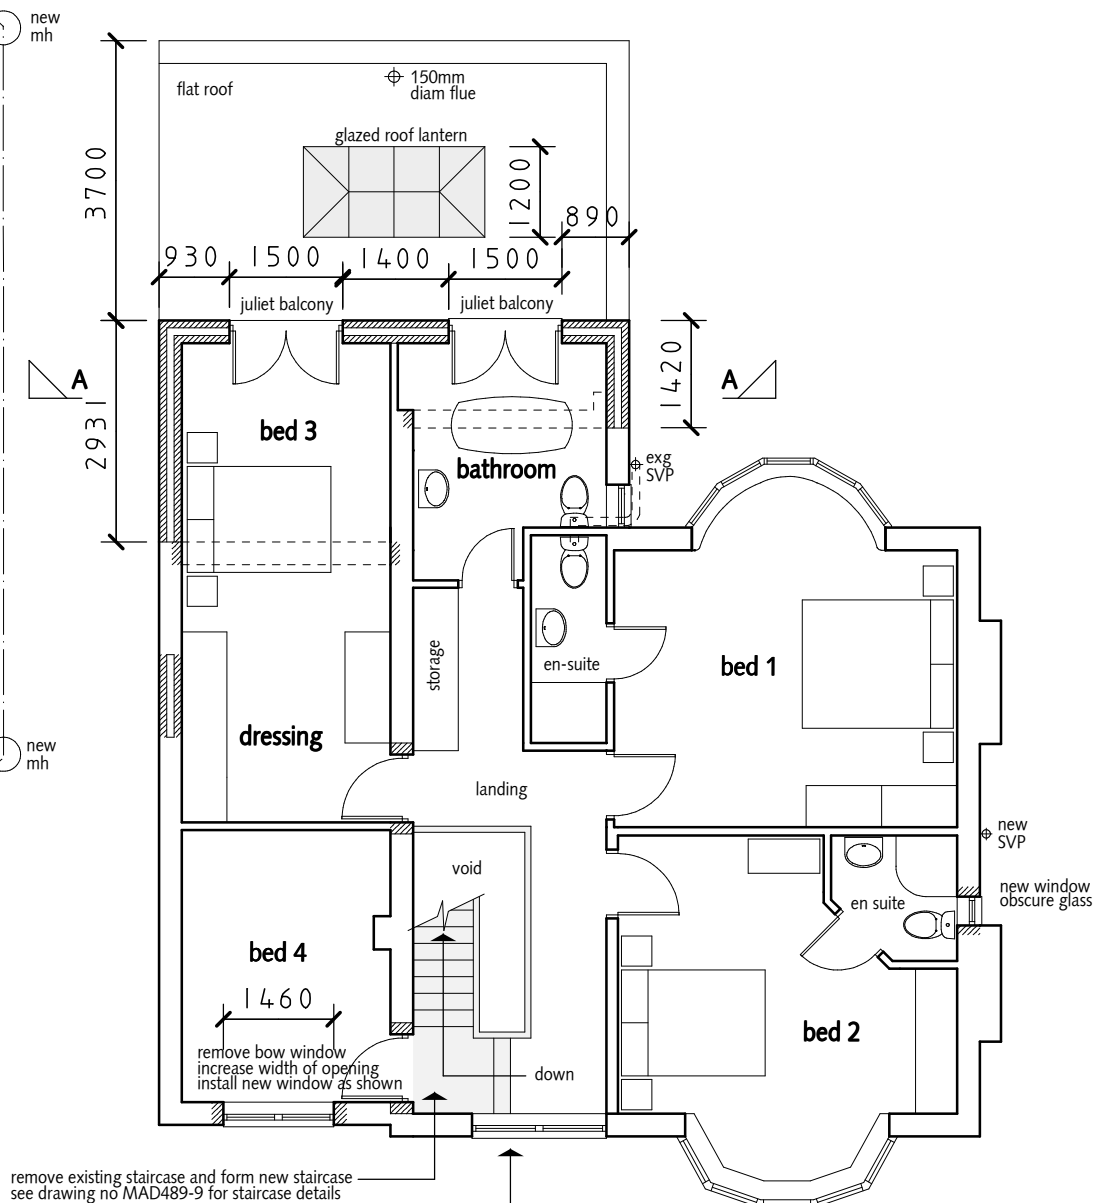 new
mh
flat roof
150mm
diam flue
glazed roof lantern
3700
1200
890
930
1500
1400
1500
juliet balcony
juliet balcony
A
A
1420
2931
bed 3
bathroom
exg
SVP
storage
en-suite
bed 1
dressing
new
mh
landing
new
SVP
void
new window
obscure glass
en suite
bed 4
1460
bed 2
remove bow window
increase width of opening
install new window as shown
down
remove existing staircase and form new staircase
see drawing no MAD489-9 for staircase details